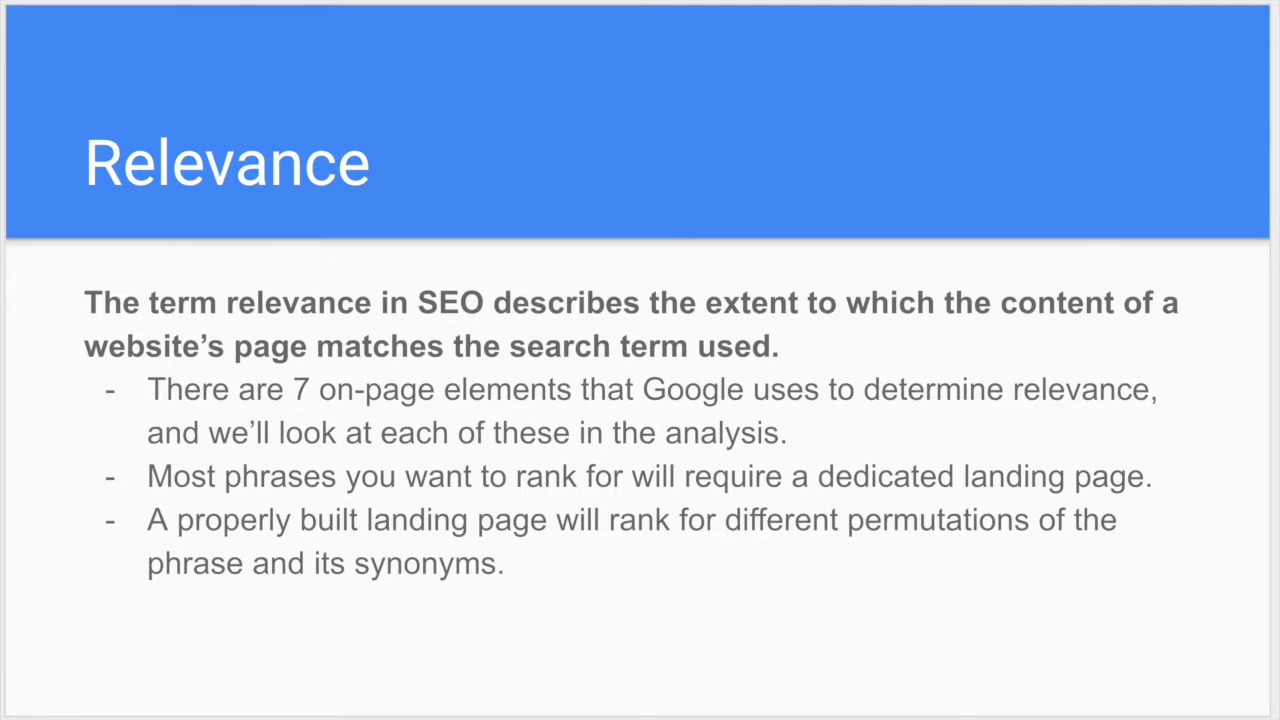 Relevance
The term relevance in SEO describes the extent to which the content of a
website’s page matches the search term used.
- There are 7 on-page elements that Google uses to determine relevance,
and we’ll look at each of these in the analysis.
- Most phrases you want to rank for will require a dedicated landing page.
- A properly built landing page will rank for different permutations of the
phrase and its synonyms.